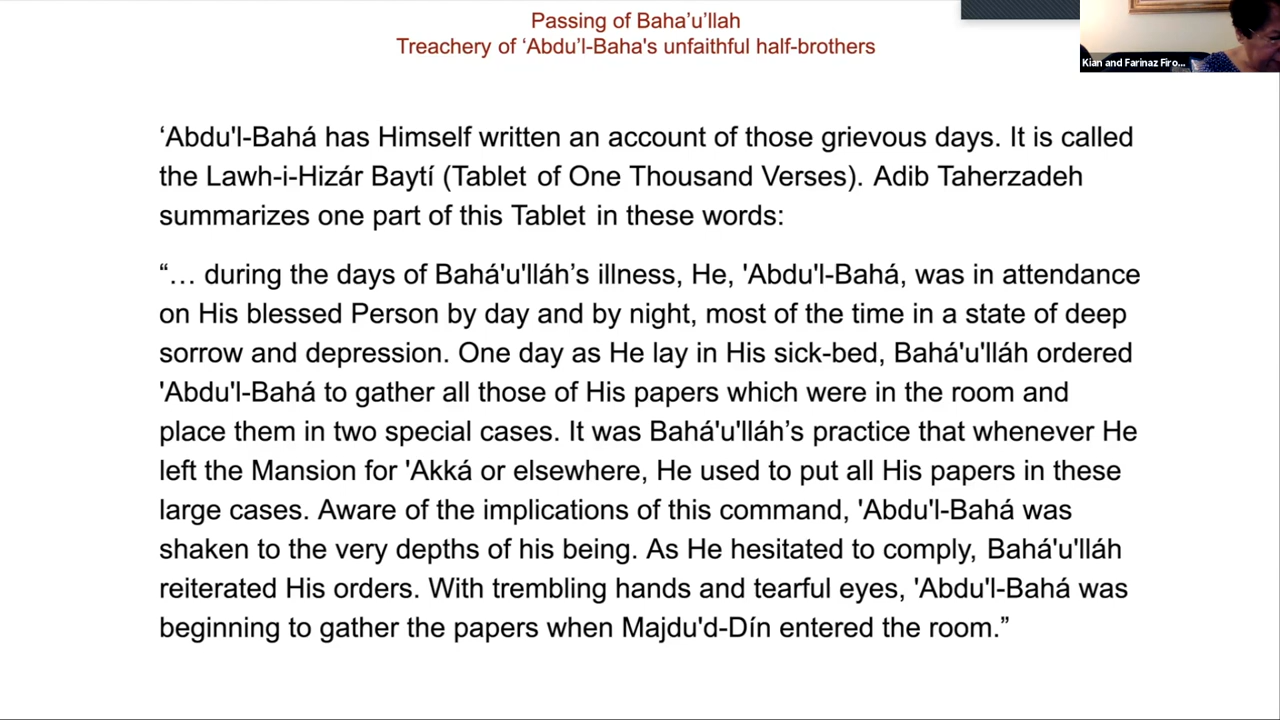 Passing of Baha’u’llah
Treachery of ‘Abdu’l-Baha's unfaithful half-brothers
Kian and Farinaz Firo...
‘Abdu'l-Bahá has Himself written an account of those grievous days. It is called
the Lawh-i-Hizár Baytí (Tablet of One Thousand Verses). Adib Taherzadeh
summarizes one part of this Tablet in these words:
“… during the days of Bahá'u'lláh’s illness, He, 'Abdu'l-Bahá, was in attendance
on His blessed Person by day and by night, most of the time in a state of deep
sorrow and depression. One day as He lay in His sick-bed, Bahá'u'lláh ordered
'Abdu'l-Bahá to gather all those of His papers which were in the room and
place them in two special cases. It was Bahá'u'lláh’s practice that whenever He
left the Mansion for 'Akká or elsewhere, He used to put all His papers in these
large cases. Aware of the implications of this command, 'Abdu'l-Bahá was
shaken to the very depths of his being. As He hesitated to comply, Bahá'u'lláh
reiterated His orders. With trembling hands and tearful eyes, 'Abdu'l-Bahá was
beginning to gather the papers when Majdu'd-Dín entered the room.”